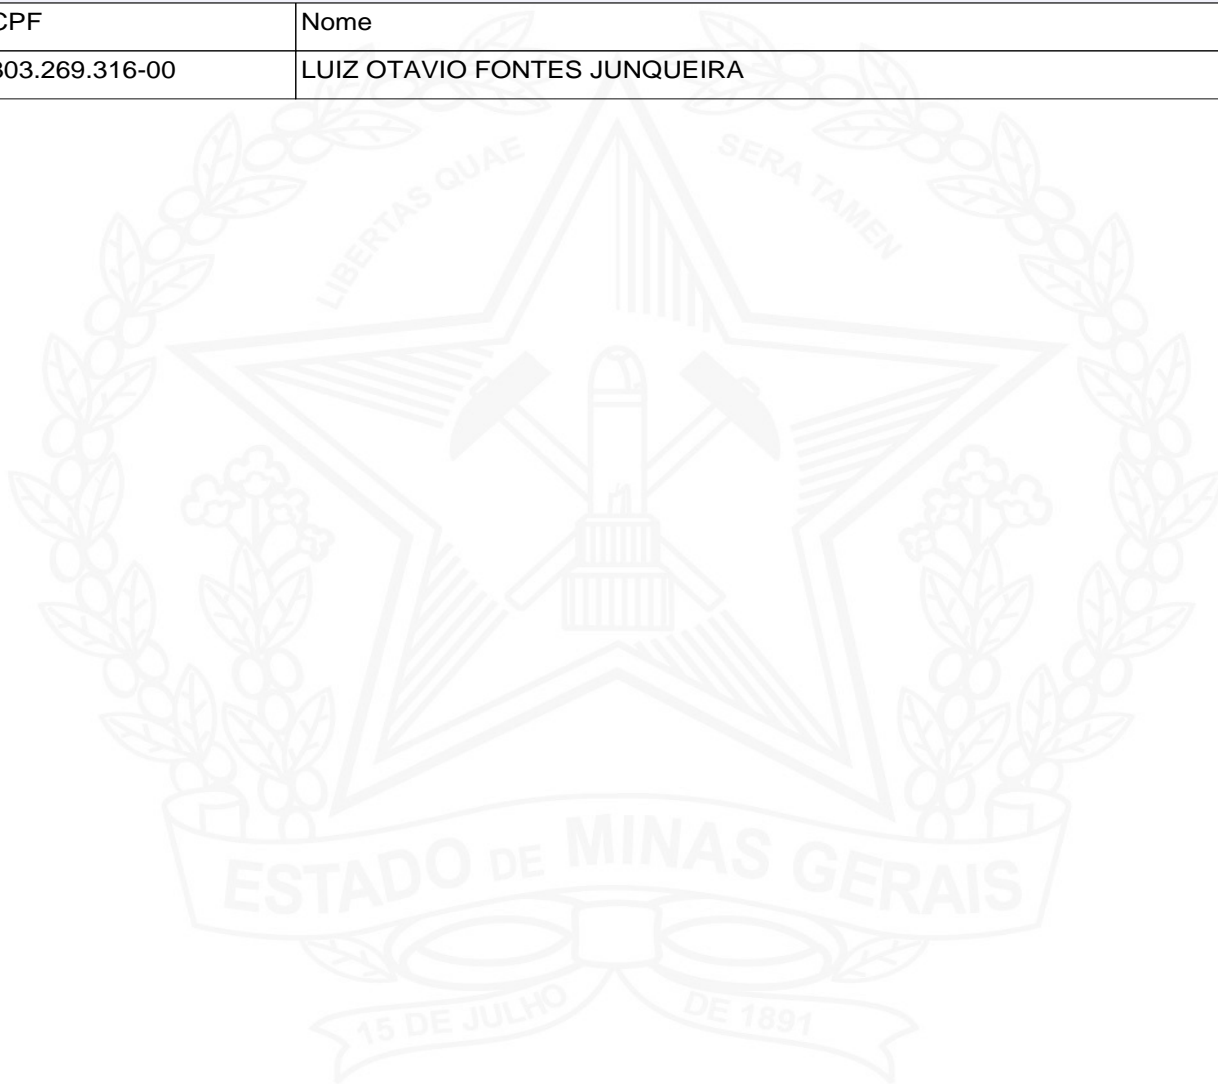 CPF Nome
303.269.316-00 LUIZ OTAVIO FONTES JUNQUEIRA
LIBERTAS QUAE SERA TAMEN
ESTADO DE MINAS GERAIS
15 DE JULHO DE 1891